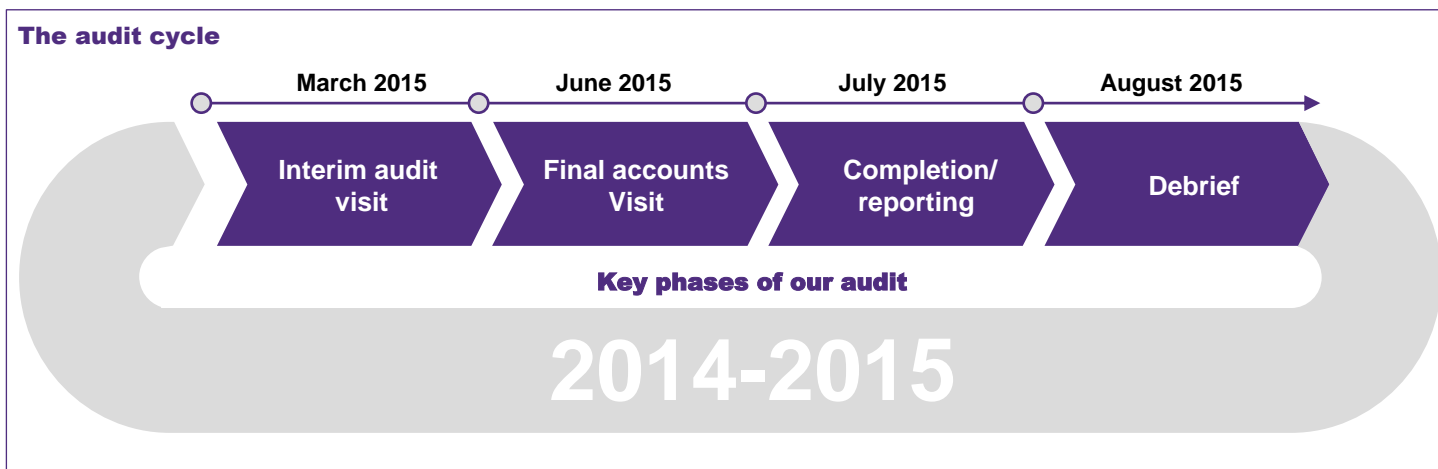 The audit cycle
March 2015
June 2015
July 2015
August 2015
Interim audit
visit
Final accounts
Visit
Completion/
reporting
Debrief
Key phases of our audit
2014-2015